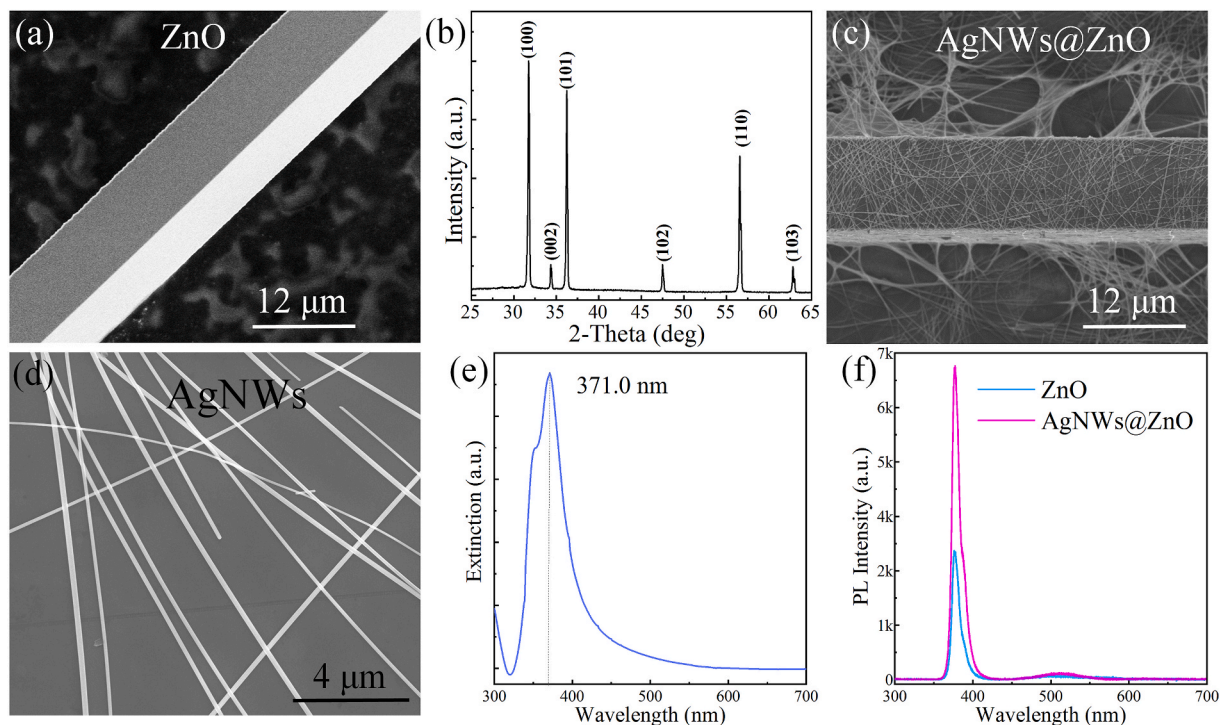 (a)
ZnO
12 μm
(b)
Intensity (a.u.)
(100)
(002)
(101)
(102)
(110)
(103)
25 30 35 40 45 50 55 60 65
2-Theta (deg)
(c)
AgNWs@ZnO
12 μm
(d)
AgNWs
4 μm
(e)
371.0 nm
Extinction (a.u.)
300 400 500 600 700
Wavelength (nm)
(f)
ZnO
AgNWs@ZnO
PL Intensity (a.u.)
7k
6k
5k
4k
2k
1k
0
300 400 500 600 700
Wavelength (nm)